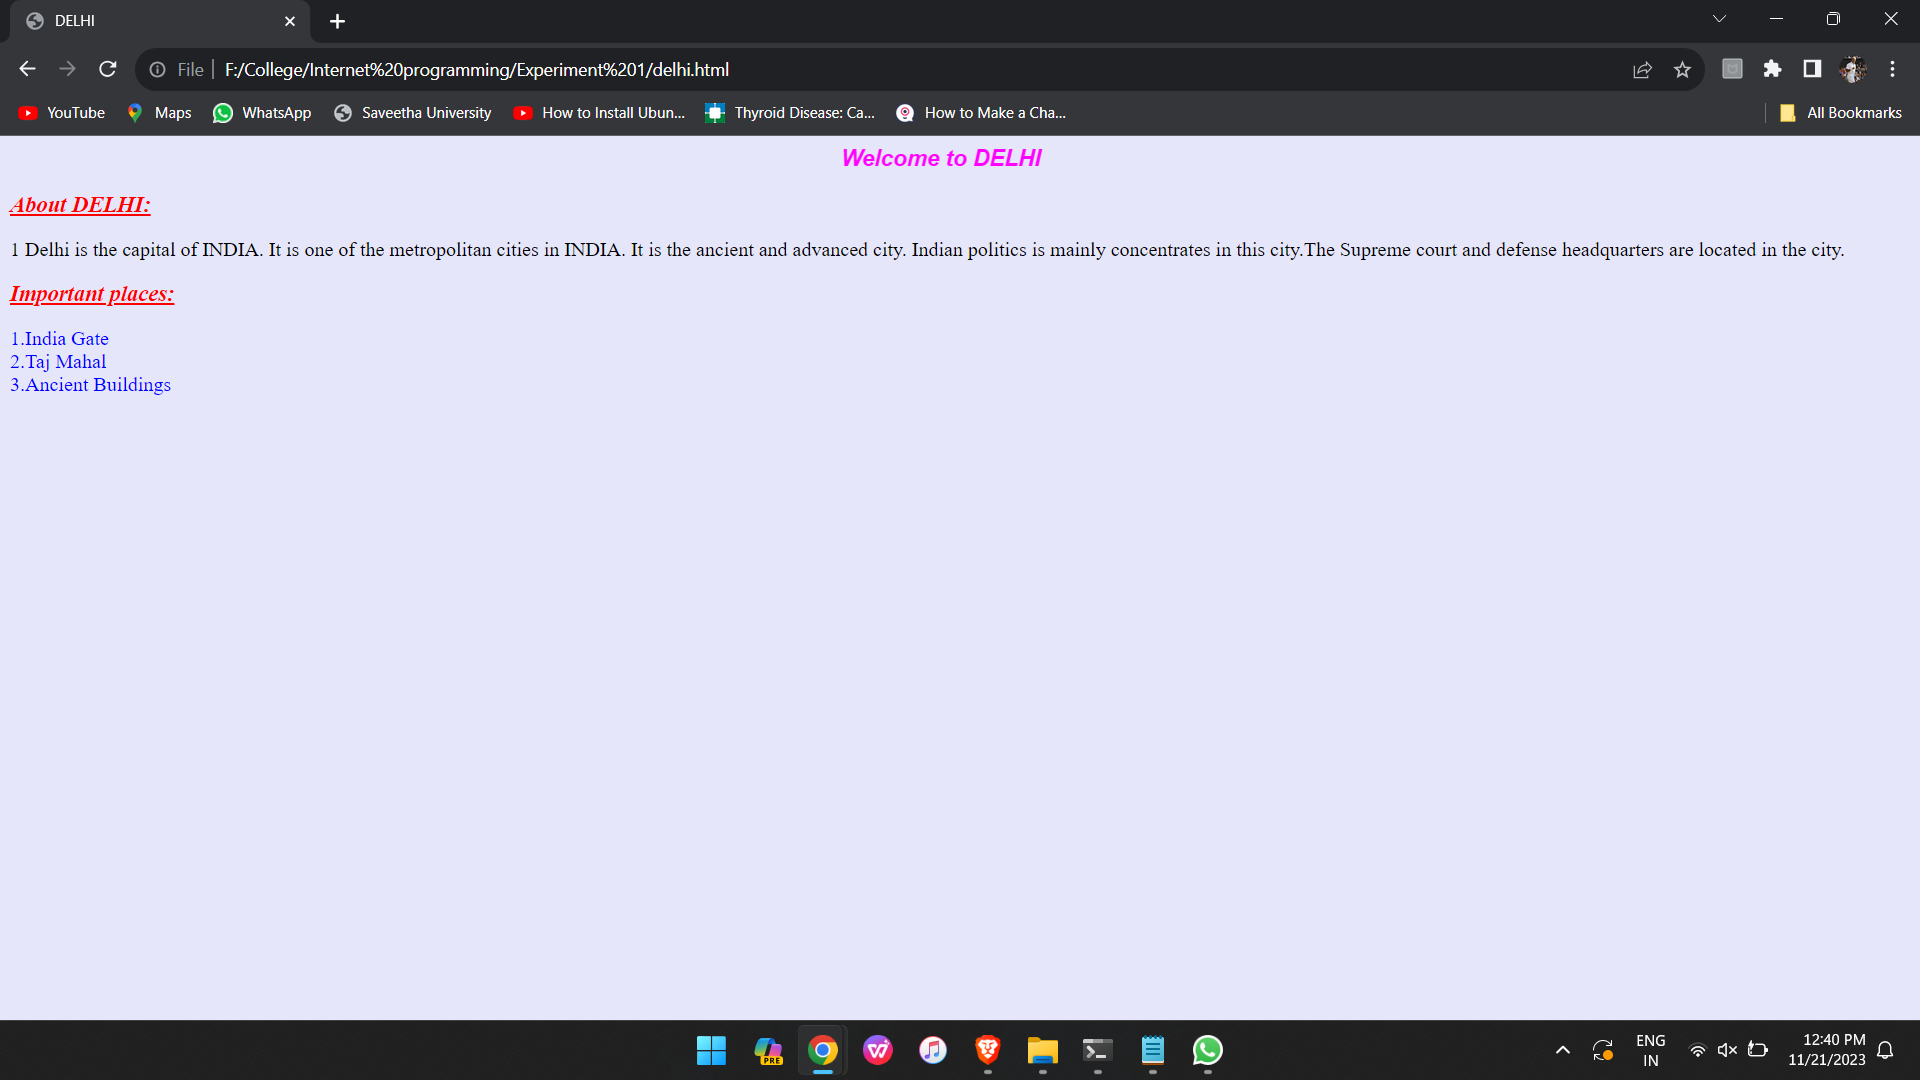 DELHI
File F:/College/Internet%20programming/Experiment%201/delhi.html
YouTube Maps WhatsApp Saveetha University How to Install Ubun... Thyroid Disease: Ca... How to Make a Cha... All Bookmarks
Welcome to DELHI
About DELHI:
1 Delhi is the capital of INDIA. It is one of the metropolitan cities in INDIA. It is the ancient and advanced city. Indian politics is mainly concentrates in this city.The Supreme court and defense headquarters are located in the city.
Important places:
1.India Gate
2.Taj Mahal
3.Ancient Buildings
PRE
ENG
IN
12:40 PM
11/21/2023